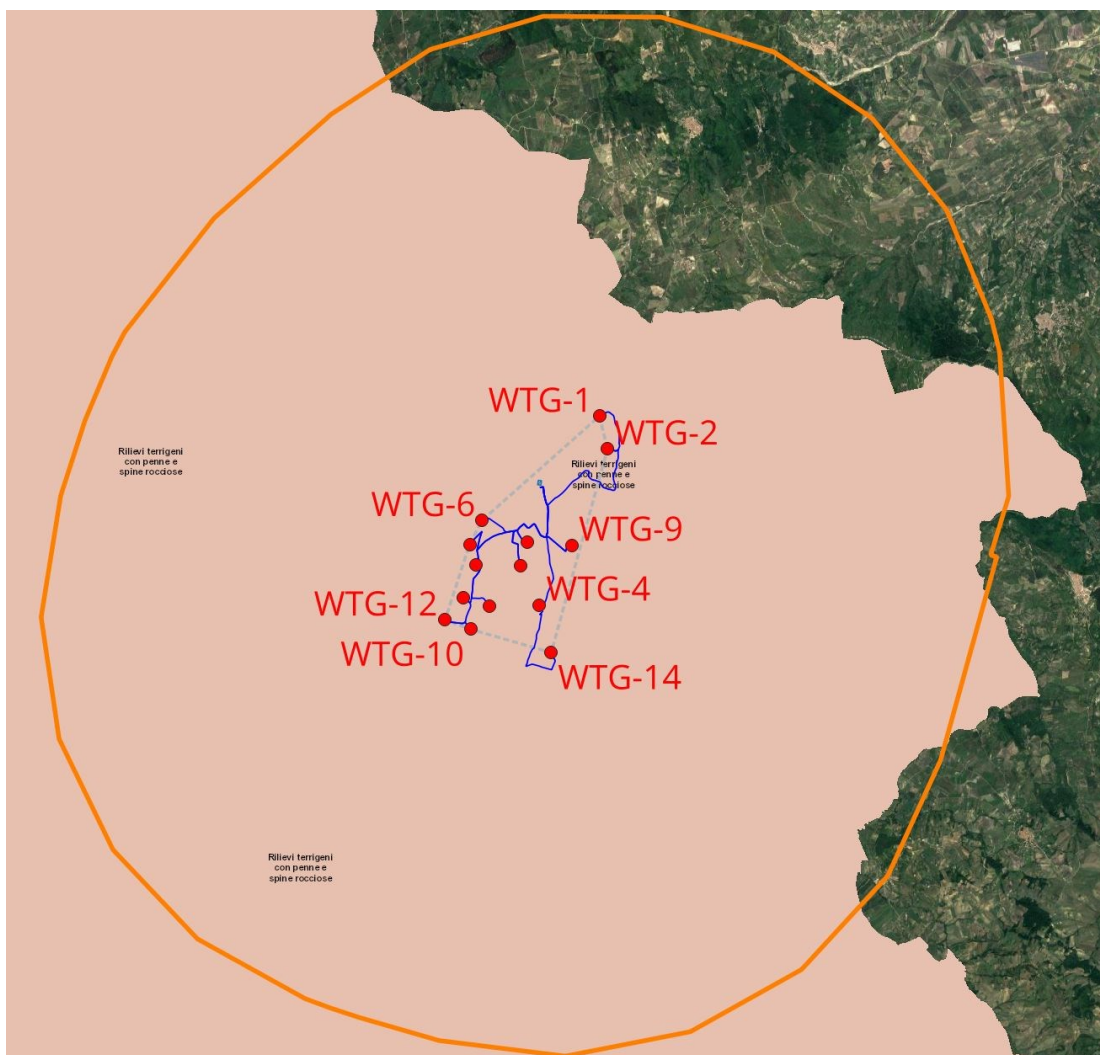 WTG-1
WTG-2
Rilievi terrigeni
con penne e
spine rocciose
Rilievi terrigeni
con penne e
spine rocciose
WTG-6
WTG-9
WTG-4
WTG-12
WTG-10
WTG-14
Rilievi terrigeni
con penne e
spine rocciose